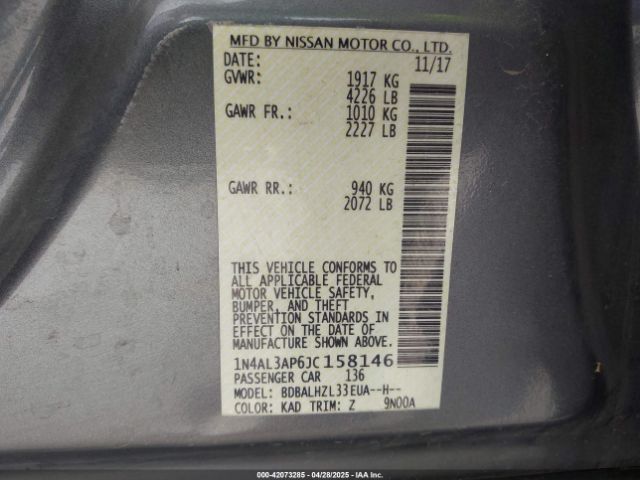 MFD BY NISSAN MOTOR CO., LTD.
DATE: 11/17
GVWR: 1917 KG
4226 LB
GAWR FR.: 1010 KG
2227 LB
GAWR RR.: 940 KG
2072 LB
THIS VEHICLE CONFORMS TO
ALL APPLICABLE FEDERAL
MOTOR VEHICLE SAFETY,
BUMPER, AND THEFT
PREVENTION STANDARDS IN
EFFECT ON THE DATE OF
MANUFACTURE SHOWN ABOVE.
1N4AL3AP6JC158146
PASSENGER CAR 136
MODEL: BDBALHZL33EUA--H--
COLOR: KAD TRIM: Z 9N00A
000-42073285 - 04/28/2025 - IAA Inc.